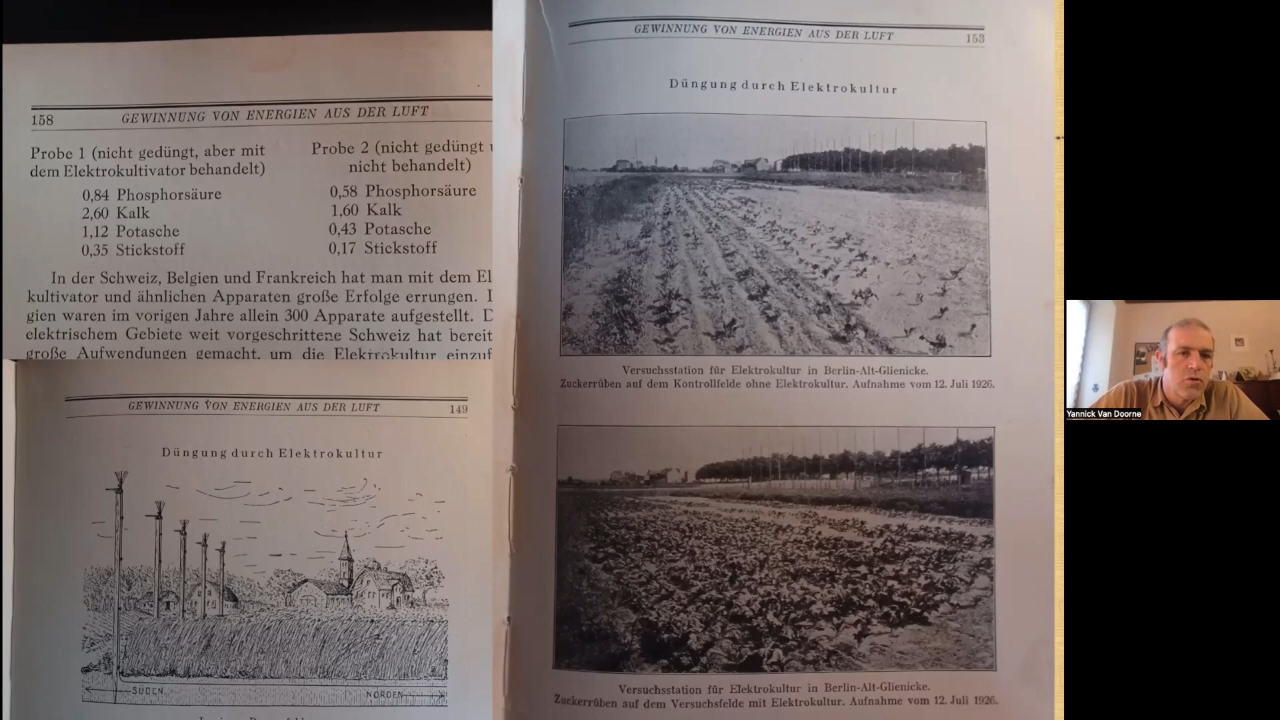 158 GEWINNUNG VON ENERGIEN AUS DER LUFT
Probe 1 (nicht gedüngt, aber mit
dem Elektrokultivator behandelt)
0,84 Phosphorsäure
2,60 Kalk
1,12 Potasche
0,35 Stickstoff
Probe 2 (nicht gedüngt
nicht behandelt)
0,58 Phosphorsäure
1,60 Kalk
0,43 Potasche
0,17 Stickstoff
In der Schweiz, Belgien und Frankreich hat man mit dem El
kultivator und ähnlichen Apparaten große Erfolge errungen.
gien waren im vorigen Jahre allein 300 Apparate aufgestellt. D
elektrischem Gebiete weit vorgeschrittene Schweiz hat bereit
große Aufwendungen gemacht, um die Elektrokultur einzuf
GEWINNUNG VON ENERGIEN AUS DER LUFT 149
Düngung durch Elektrokultur
SÜDEN NORDEN
GEWINNUNG VON ENERGIEN AUS DER LUFT 153
Düngung durch Elektrokultur
Versuchsstation für Elektrokultur in Berlin-Alt-Glienicke.
Zuckerrüben auf dem Kontrollfelde ohne Elektrokultur. Aufnahme vom 12. Juli 1926.
Versuchsstation für Elektrokultur in Berlin-Alt-Glienicke.
Zuckerrüben auf dem Versuchsfelde mit Elektrokultur. Aufnahme vom 12. Juli 1926.
Yannick Van Doorne